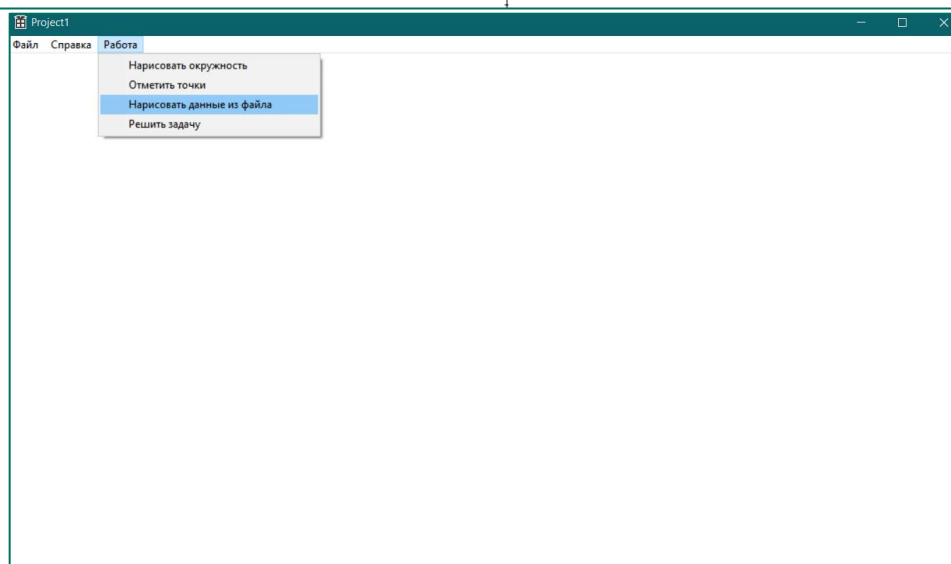 Project1
Файл Справка Работа
Нарисовать окружность
Отметить точки
Нарисовать данные из файла
Решить задачу